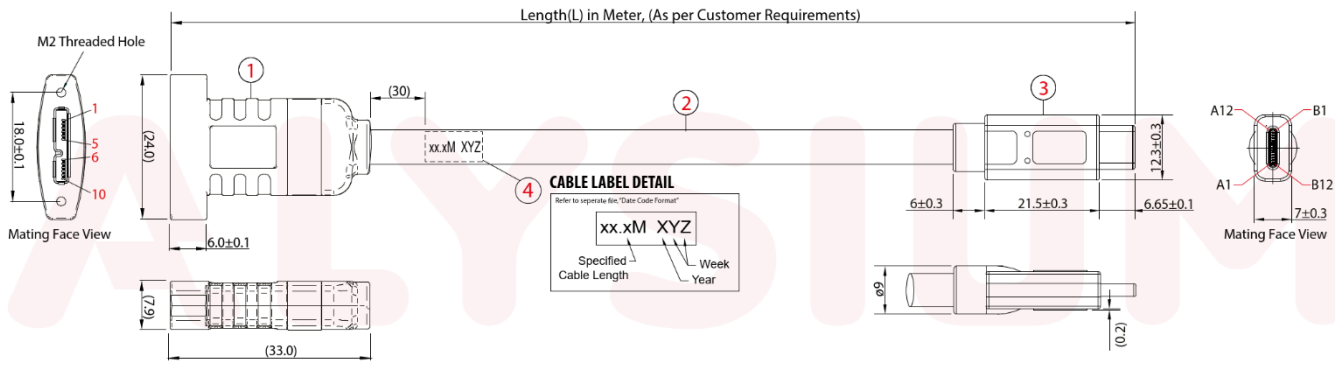 Length(L) in Meter, (As per Customer Requirements)
M2 Threaded Hole
1
3
(30)
2
A12
B1
1
5
6
10
18.0±0.1
(24.0)
xx.xM XYZ
12.3±0.3
4
CABLE LABEL DETAIL
Refer to seperate file,"Date Code Format"
xx.xM XYZ
Specified
Cable Length
Week
Year
A1
B12
6±0.3
21.5±0.3
6.65±0.1
7±0.3
Mating Face View
Mating Face View
6.0±0.1
(7.9)
(33.0)
ø9
(0.2)
ALYSIUM